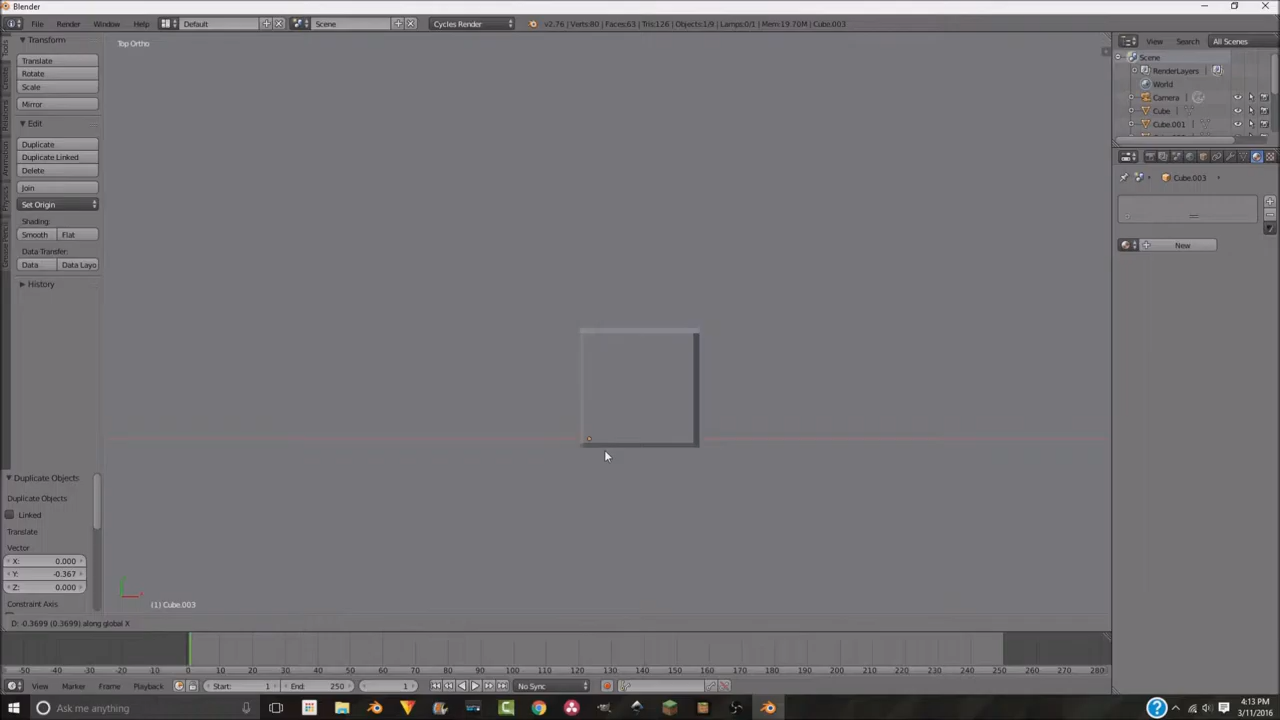 Blender
File Render Window Help Default Scene Cycles Render v2.76 | Verts:80 | Faces:63 | Tris:126 | Objects:1/9 | Lamps:0/1 | Mem:19.70M | Cube.003
Transform
Translate
Rotate
Scale
Mirror
Edit
Duplicate
Duplicate Linked
Delete
Join
Set Origin
Shading:
Smooth Flat
Data Transfer:
Data Data Layo
History
Tools
Create
Relations
Animation
Physics
Grease Pencil
Duplicate Objects
Duplicate Objects
Linked
Translate
Vector
X: 0.000
Y: -0.367
Z: 0.000
Constraint Axis
Top Ortho
(1) Cube.003
D: -0.3699 (0.3699) along global X
View Search All Scenes
Scene
RenderLayers
World
Camera
Cube
Cube.001
Cube.003
New
-50 -40 -30 -20 -10 0 10 20 30 40 50 60 70 80 90 100 110 120 130 140 150 160 170 180 190 200 210 220 230 240 250 260 270 280
View Marker Frame Playback Start: 1 End: 250 1 No Sync
Ask me anything
4:13 PM
3/11/2016